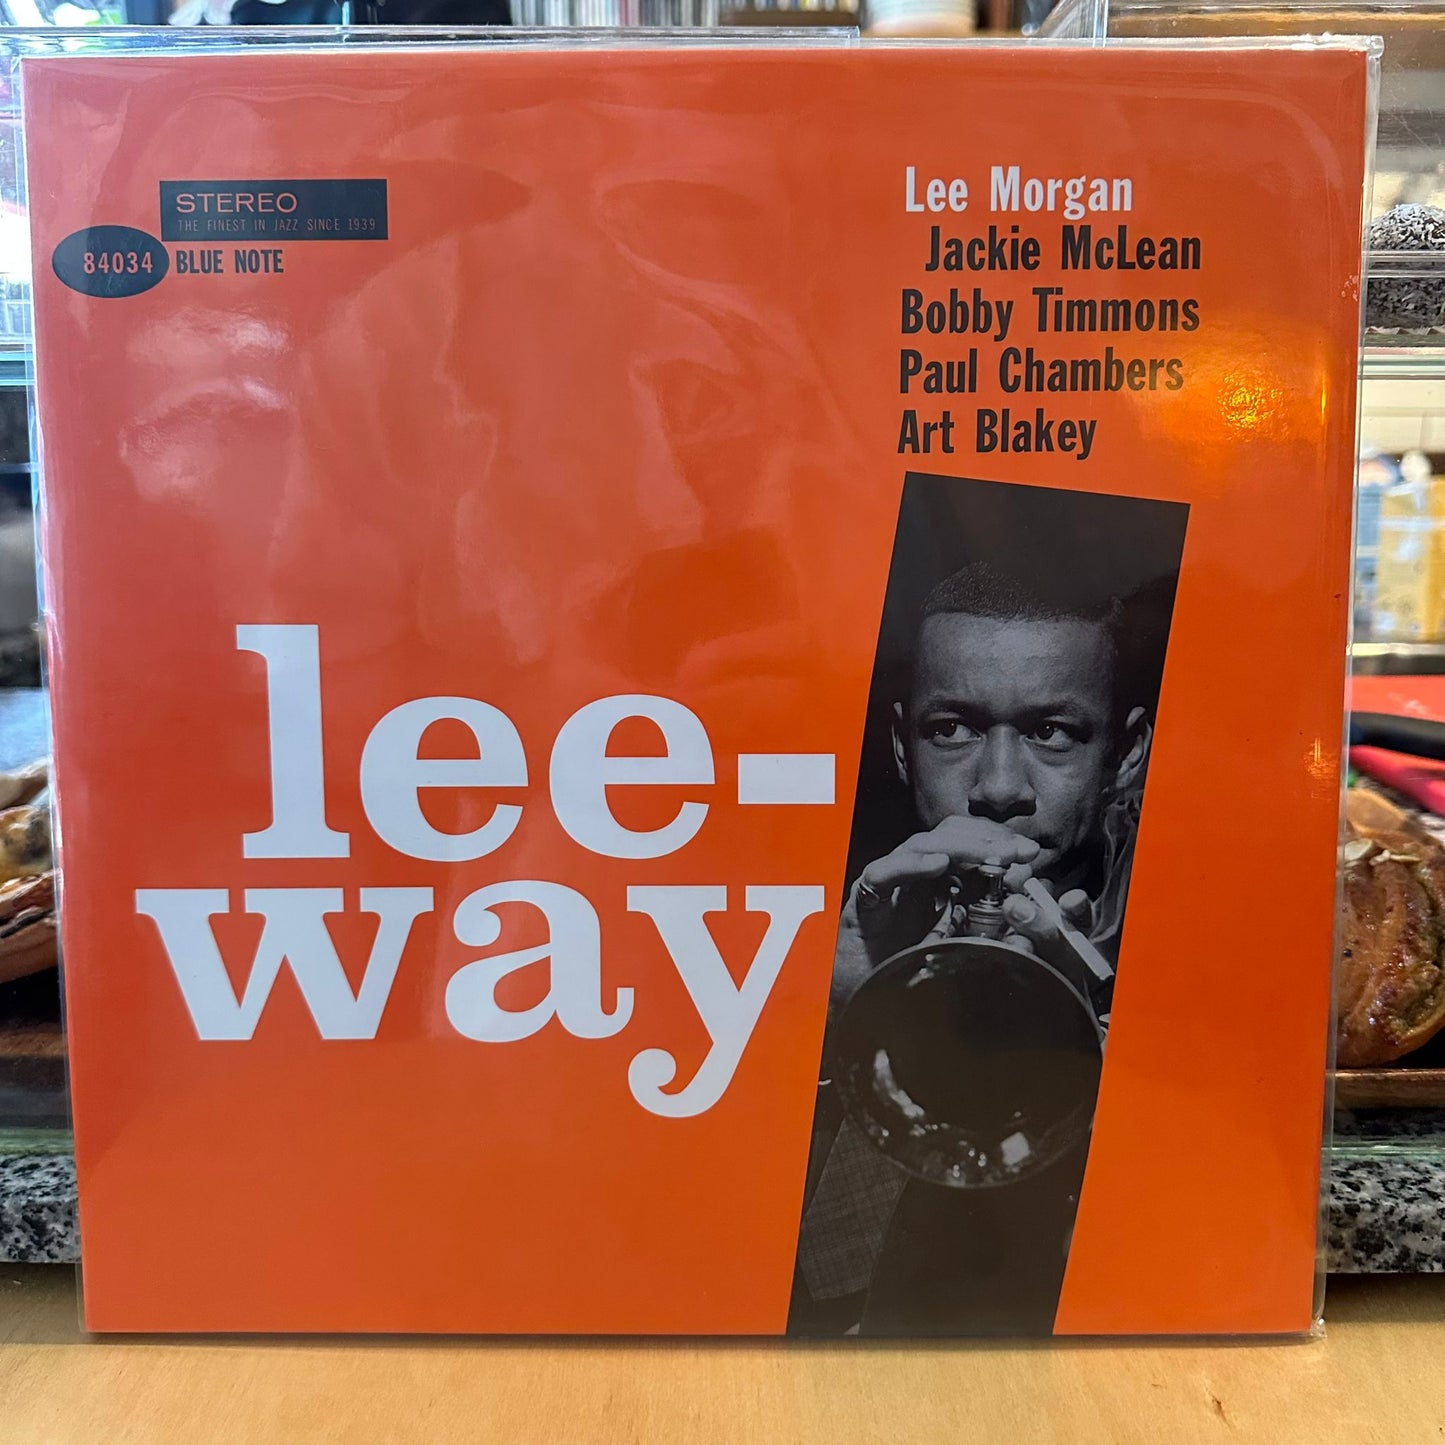 STEREO
THE FINEST IN JAZZ SINCE 1939
84034 BLUE NOTE
Lee Morgan
Jackie McLean
Bobby Timmons
Paul Chambers
Art Blakey
lee-
way